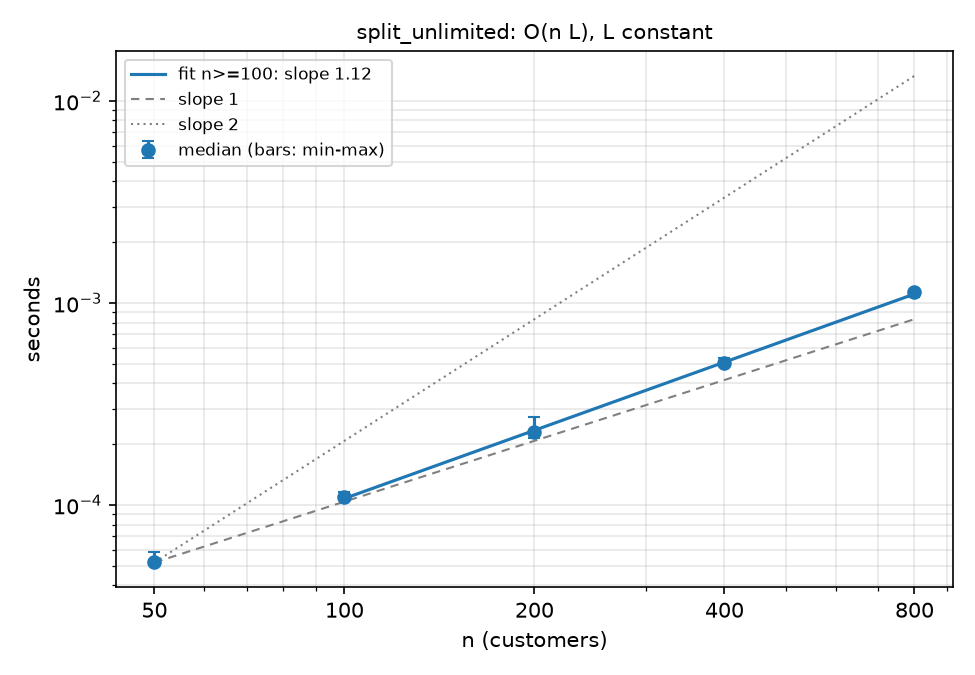 split_unlimited: O(n L), L constant
fit n>=100: slope 1.12
slope 1
slope 2
median (bars: min-max)
seconds
10⁻²
10⁻³
10⁻⁴
50 100 200 400 800
n (customers)